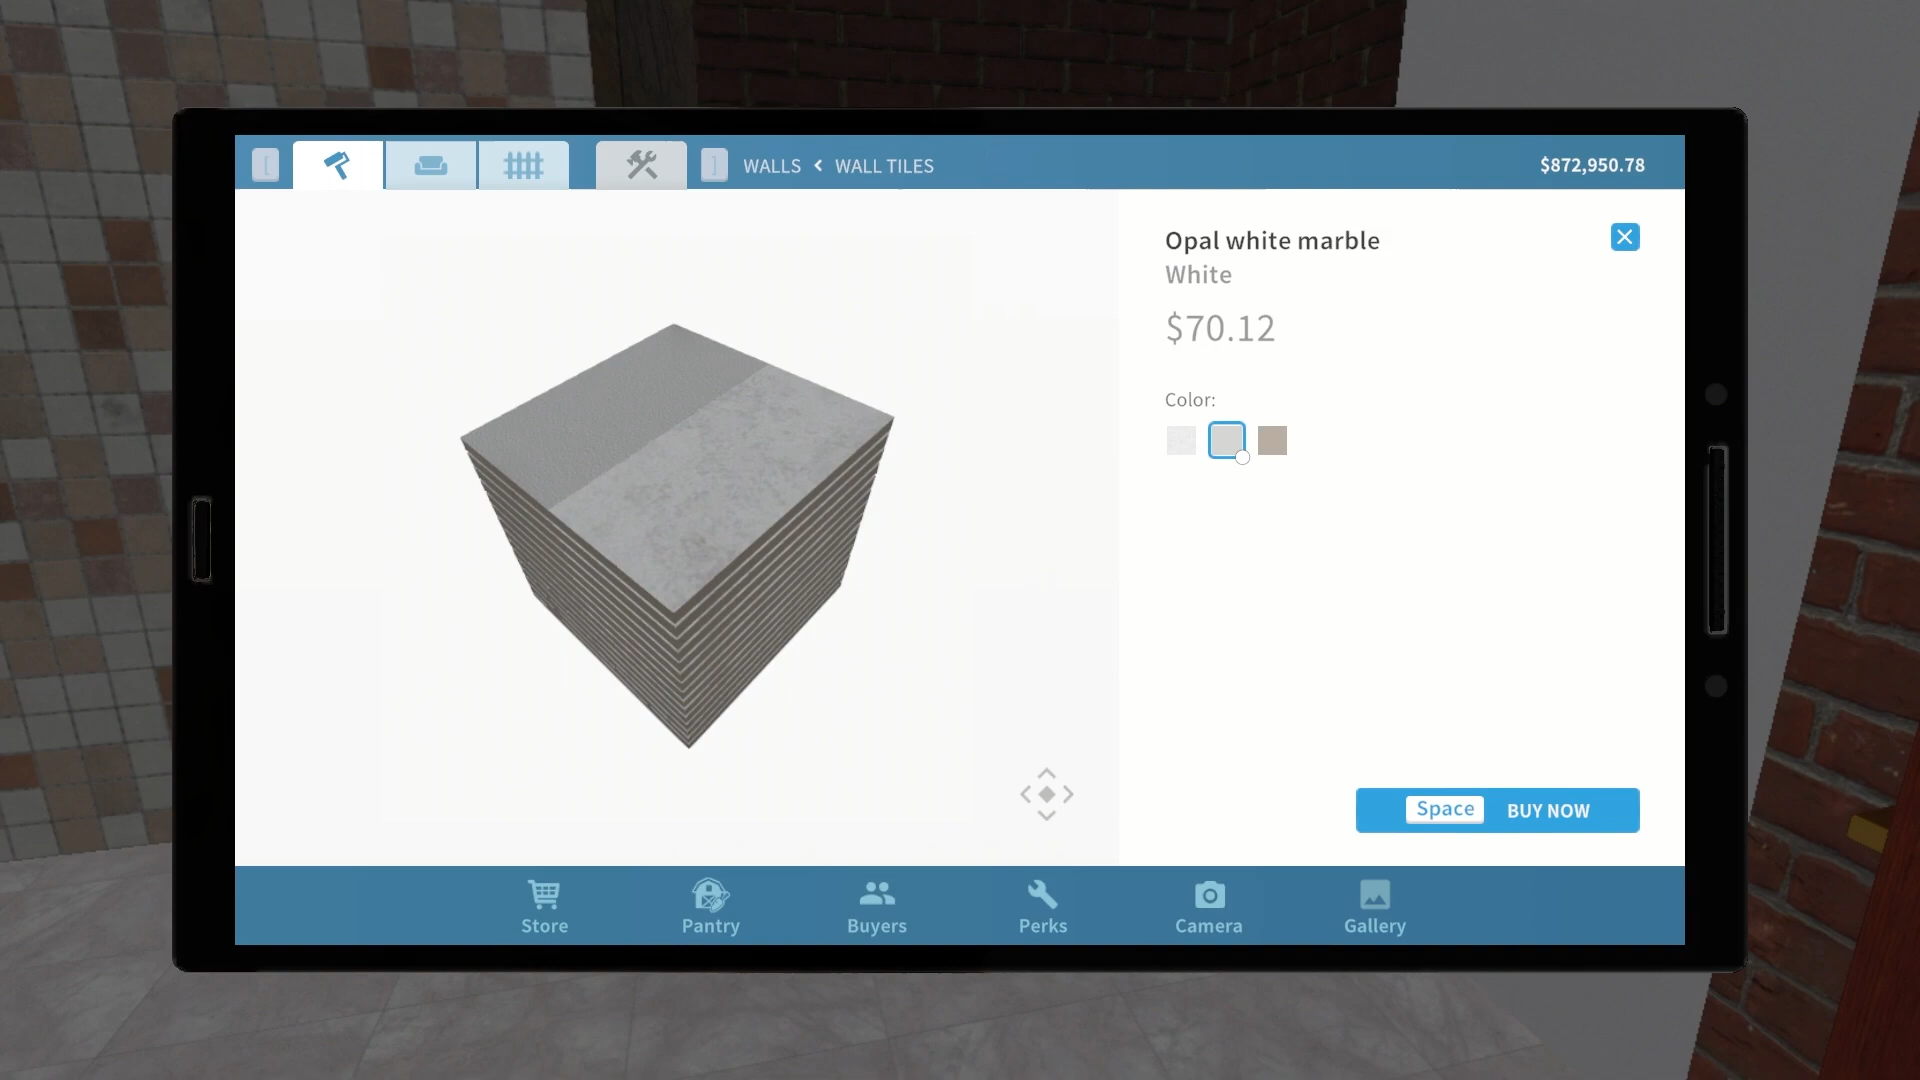 [
]
WALLS < WALL TILES
$872,950.78
Opal white marble
White
$70.12
Color:
Space BUY NOW
Store
Pantry
Buyers
Perks
Camera
Gallery